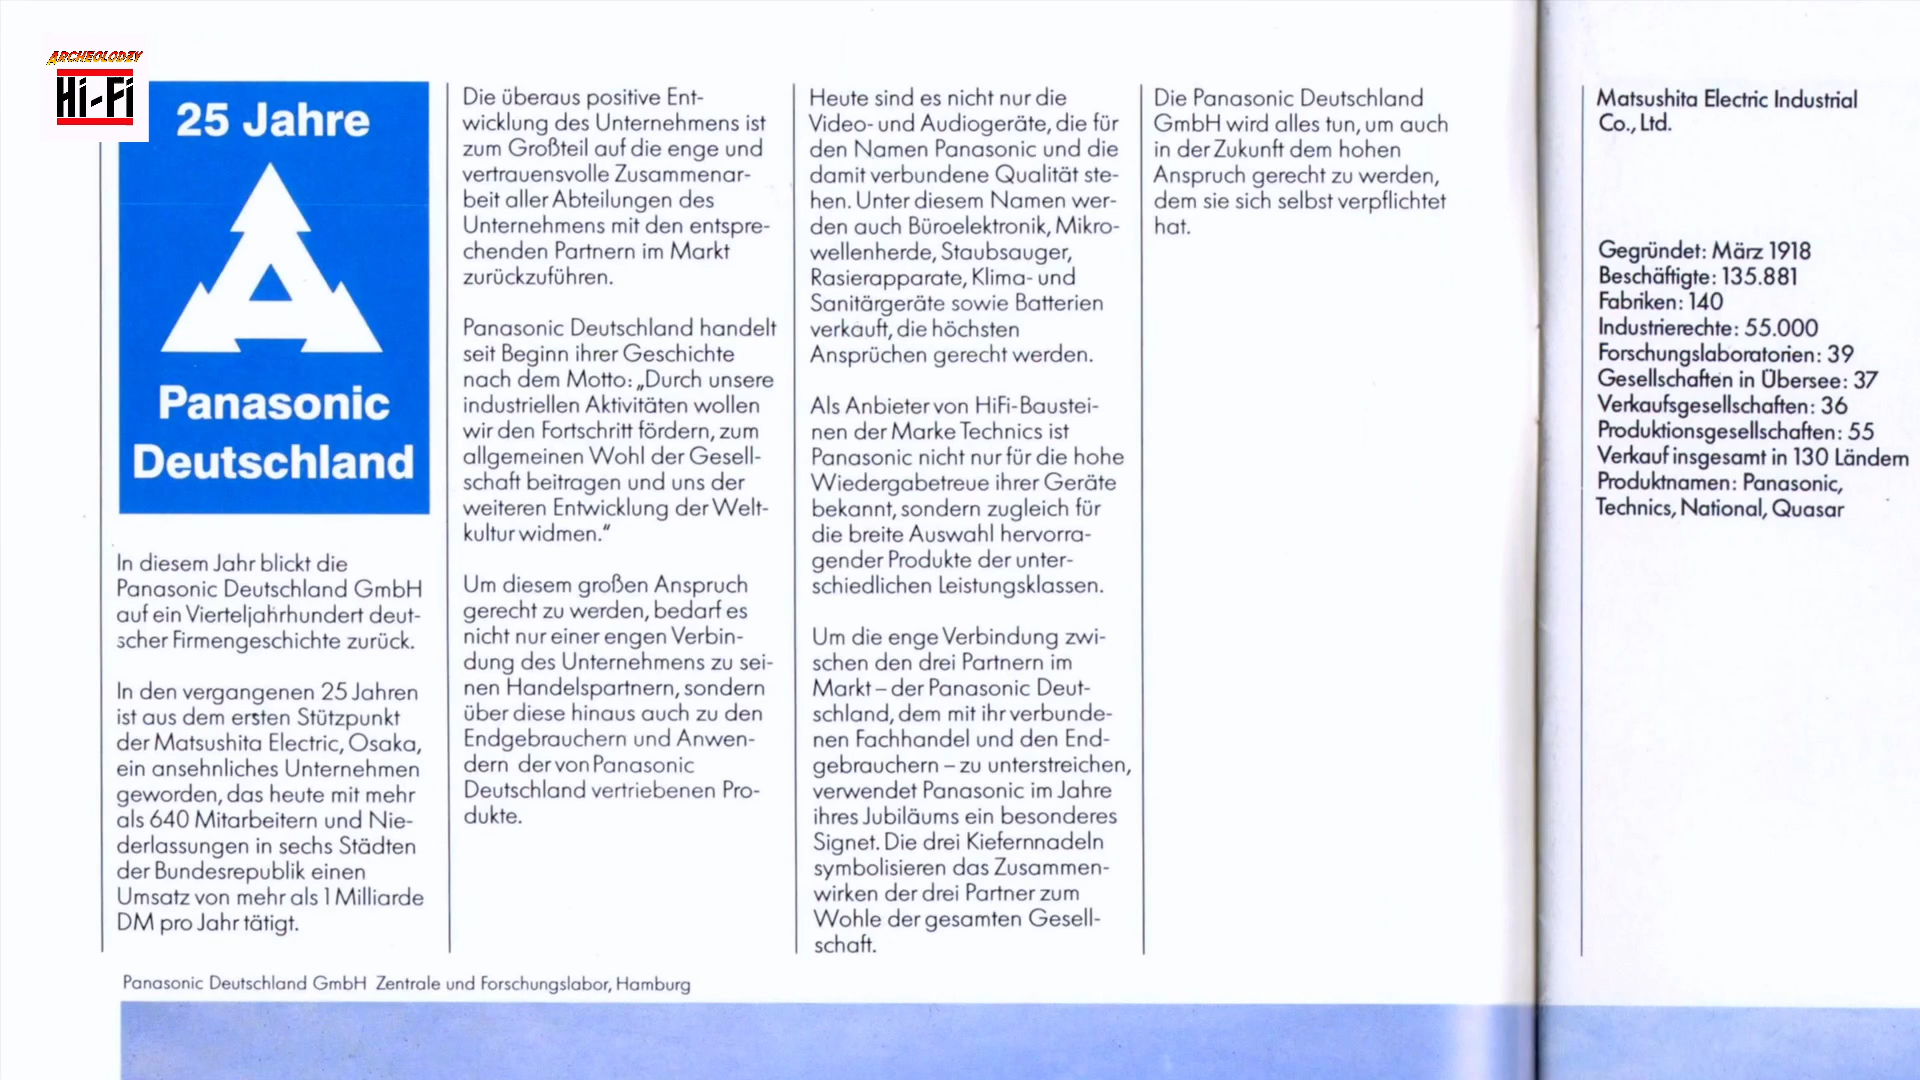 ARCHEOLODZY
Hi-Fi
25 Jahre
Panasonic
Deutschland
In diesem Jahr blickt die
Panasonic Deutschland GmbH
auf ein Vierteljahrhundert deut-
scher Firmengeschichte zurück.
In den vergangenen 25 Jahren
ist aus dem ersten Stützpunkt
der Matsushita Electric, Osaka,
ein ansehnliches Unternehmen
geworden, das heute mit mehr
als 640 Mitarbeitern und Nie-
derlassungen in sechs Städten
der Bundesrepublik einen
Umsatz von mehr als 1 Milliarde
DM pro Jahr tätigt.
Die überaus positive Ent-
wicklung des Unternehmens ist
zum Großteil auf die enge und
vertrauensvolle Zusammenar-
beit aller Abteilungen des
Unternehmens mit den entspre-
chenden Partnern im Markt
zurückzuführen.
Panasonic Deutschland handelt
seit Beginn ihrer Geschichte
nach dem Motto: „Durch unsere
industriellen Aktivitäten wollen
wir den Fortschritt fördern, zum
allgemeinen Wohl der Gesell-
schaft beitragen und uns der
weiteren Entwicklung der Welt-
kultur widmen.“
Um diesem großen Anspruch
gerecht zu werden, bedarf es
nicht nur einer engen Verbin-
dung des Unternehmens zu sei-
nen Handelspartnern, sondern
über diese hinaus auch zu den
Endgebrauchern und Anwen-
dern der von Panasonic
Deutschland vertriebenen Pro-
dukte.
Heute sind es nicht nur die
Video- und Audiogeräte, die für
den Namen Panasonic und die
damit verbundene Qualität ste-
hen. Unter diesem Namen wer-
den auch Büroelektronik, Mikro-
wellenherde, Staubsauger,
Rasierapparate, Klima- und
Sanitärgeräte sowie Batterien
verkauft, die höchsten
Ansprüchen gerecht werden.
Als Anbieter von HiFi-Baustei-
nen der Marke Technics ist
Panasonic nicht nur für die hohe
Wiedergabetreue ihrer Geräte
bekannt, sondern zugleich für
die breite Auswahl hervorra-
gender Produkte der unter-
schiedlichen Leistungsklassen.
Um die enge Verbindung zwi-
schen den drei Partnern im
Markt – der Panasonic Deut-
schland, dem mit ihr verbunde-
nen Fachhandel und den End-
gebrauchern – zu unterstreichen,
verwendet Panasonic im Jahre
ihres Jubiläums ein besonderes
Signet. Die drei Kiefernnadeln
symbolisieren das Zusammen-
wirken der drei Partner zum
Wohle der gesamten Gesell-
schaft.
Die Panasonic Deutschland
GmbH wird alles tun, um auch
in der Zukunft dem hohen
Anspruch gerecht zu werden,
dem sie sich selbst verpflichtet
hat.
Panasonic Deutschland GmbH Zentrale und Forschungslabor, Hamburg
Matsushita Electric Industrial
Co., Ltd.
Gegründet: März 1918
Beschäftigte: 135.881
Fabriken: 140
Industrierechte: 55.000
Forschungslaboratorien: 39
Gesellschaften in Übersee: 37
Verkaufsgesellschaften: 36
Produktionsgesellschaften: 55
Verkauf insgesamt in 130 Ländern
Produktnamen: Panasonic,
Technics, National, Quasar